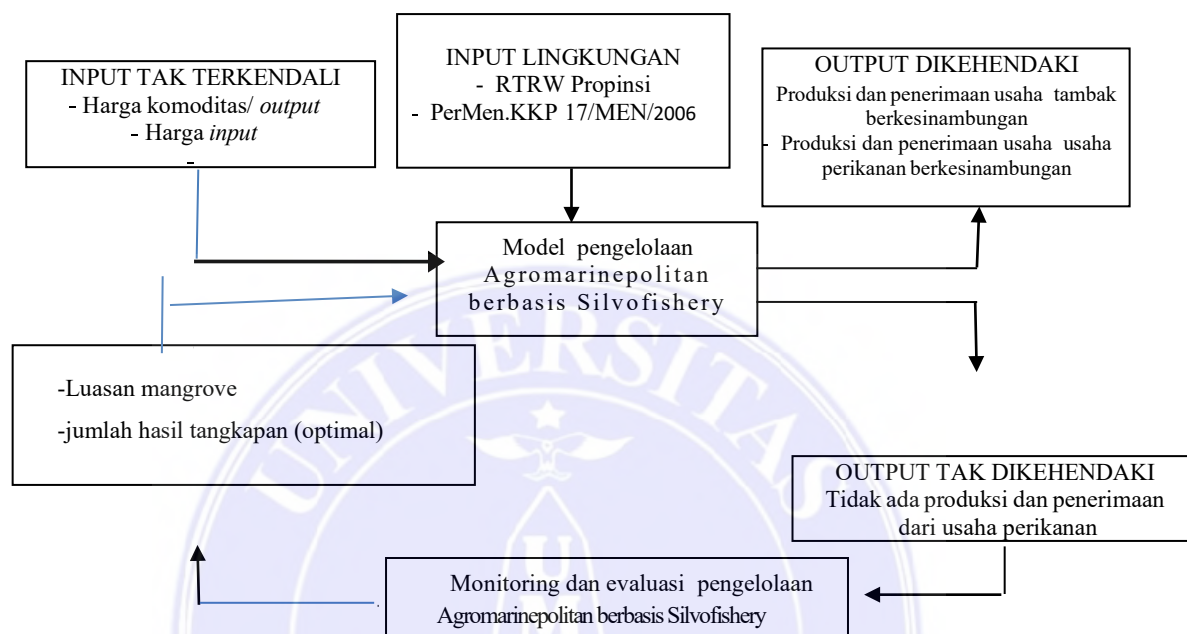 INPUT TAK TERKENDALI
- Harga komoditas/ output
- Harga input
-
INPUT LINGKUNGAN
- RTRW Propinsi
- PerMen.KKP 17/MEN/2006
OUTPUT DIKEHENDAKI
Produksi dan penerimaan usaha tambak
berkesinambungan
- Produksi dan penerimaan usaha usaha
perikanan berkesinambungan
Model pengelolaan
Agromarinepolitan
berbasis Silvofishery
-Luasan mangrove
-jumlah hasil tangkapan (optimal)
OUTPUT TAK DIKEHENDAKI
Tidak ada produksi dan penerimaan
dari usaha perikanan
Monitoring dan evaluasi pengelolaan
Agromarinepolitan berbasis Silvofishery
UNIVERSITAS
U
M